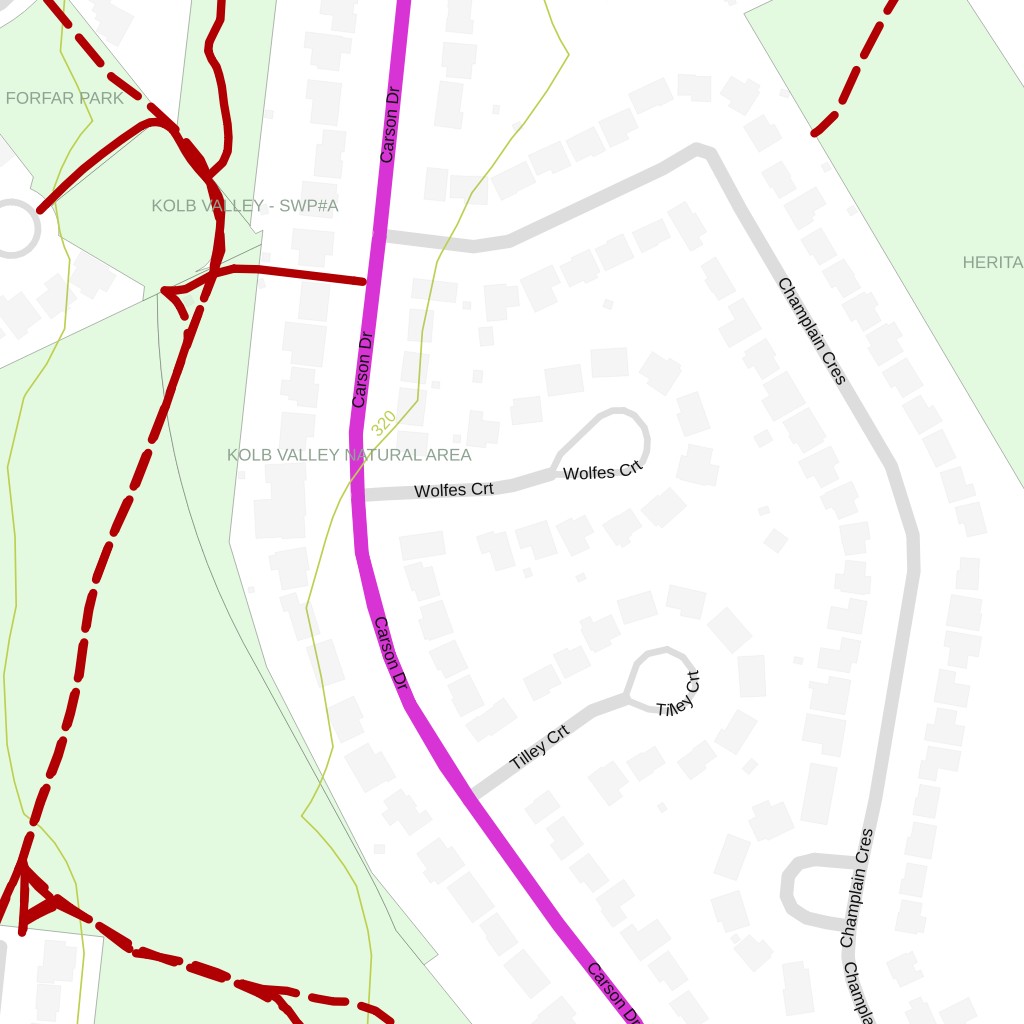 FORFAR PARK
Carson Dr
KOLB VALLEY - SWP#A
HERITA
Champlain Cres
Carson Dr
320
KOLB VALLEY NATURAL AREA
Wolfes Crt
Wolfes Crt
Carson Dr
Tilley Crt
Tilley Crt
Champlain Cres
Carson Dr
Champla